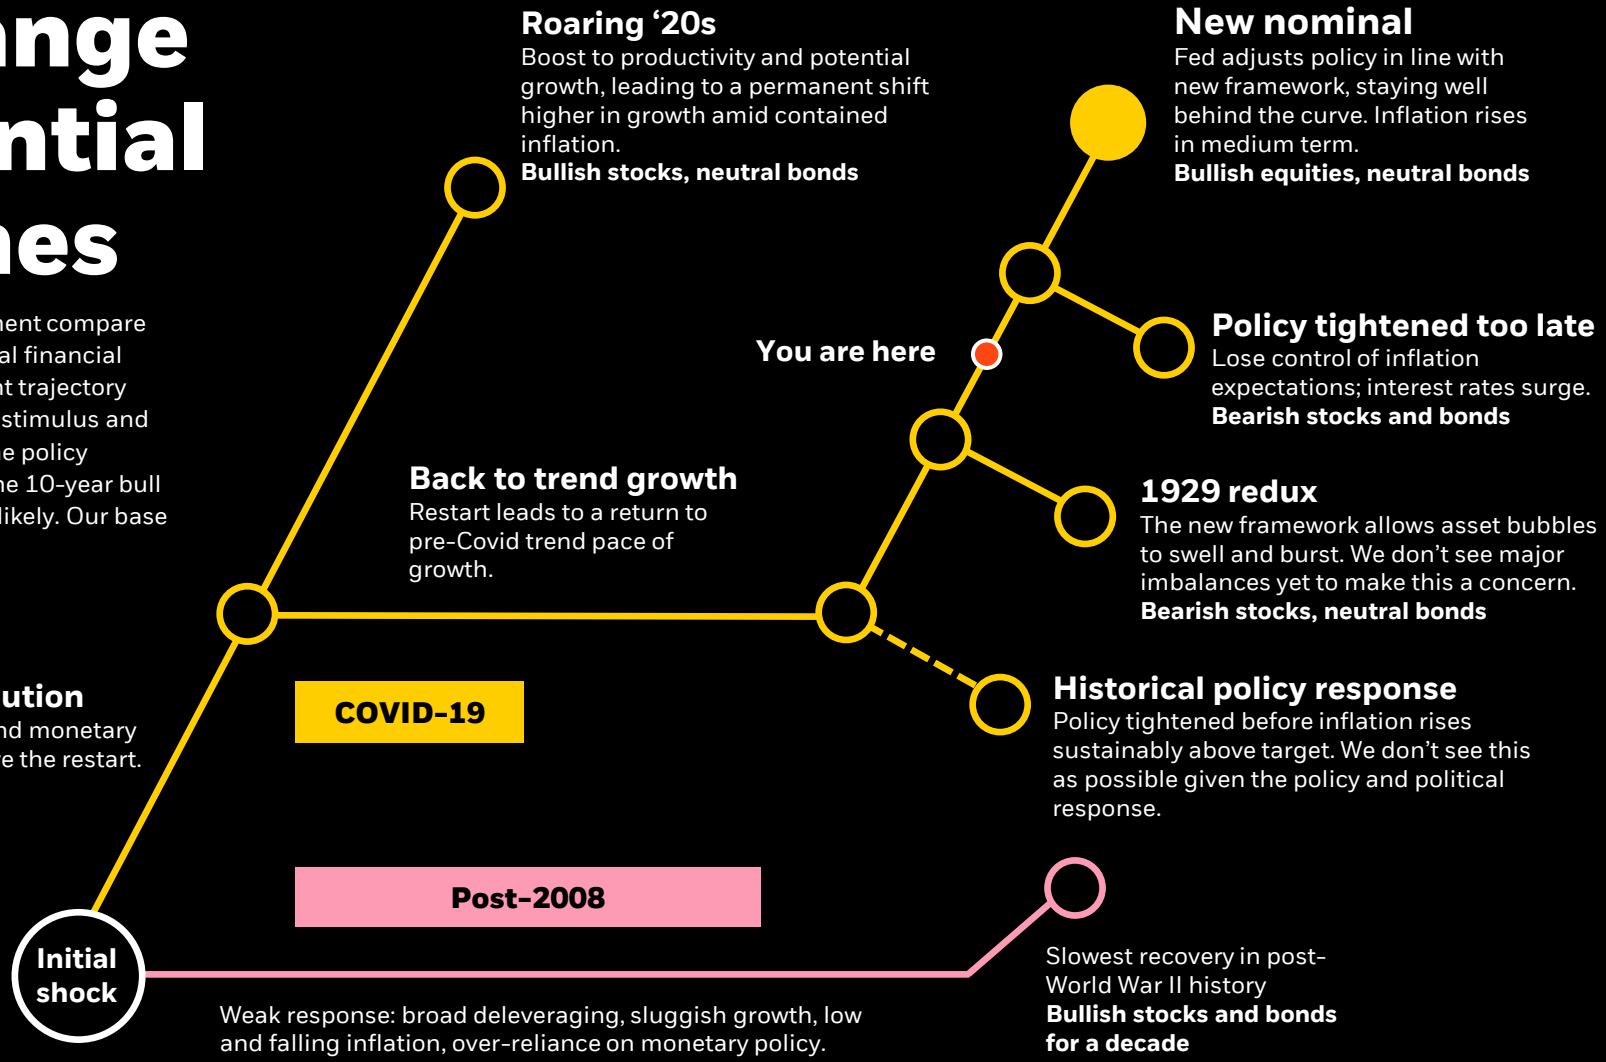 ange
ntial
nes
nent compare
al financial
nt trajectory
stimulus and
ne policy
he 10-year bull
likely. Our base
Roaring ‘20s
Boost to productivity and potential
growth, leading to a permanent shift
higher in growth amid contained
inflation.
Bullish stocks, neutral bonds
New nominal
Fed adjusts policy in line with
new framework, staying well
behind the curve. Inflation rises
in medium term.
Bullish equities, neutral bonds
You are here
Policy tightened too late
Lose control of inflation
expectations; interest rates surge.
Bearish stocks and bonds
Back to trend growth
Restart leads to a return to
pre-Covid trend pace of
growth.
1929 redux
The new framework allows asset bubbles
to swell and burst. We don’t see major
imbalances yet to make this a concern.
Bearish stocks, neutral bonds
ution
nd monetary
e the restart.
COVID-19
Historical policy response
Policy tightened before inflation rises
sustainably above target. We don’t see this
as possible given the policy and political
response.
Post-2008
Initial
shock
Weak response: broad deleveraging, sluggish growth, low
and falling inflation, over-reliance on monetary policy.
Slowest recovery in post-
World War II history
Bullish stocks and bonds
for a decade